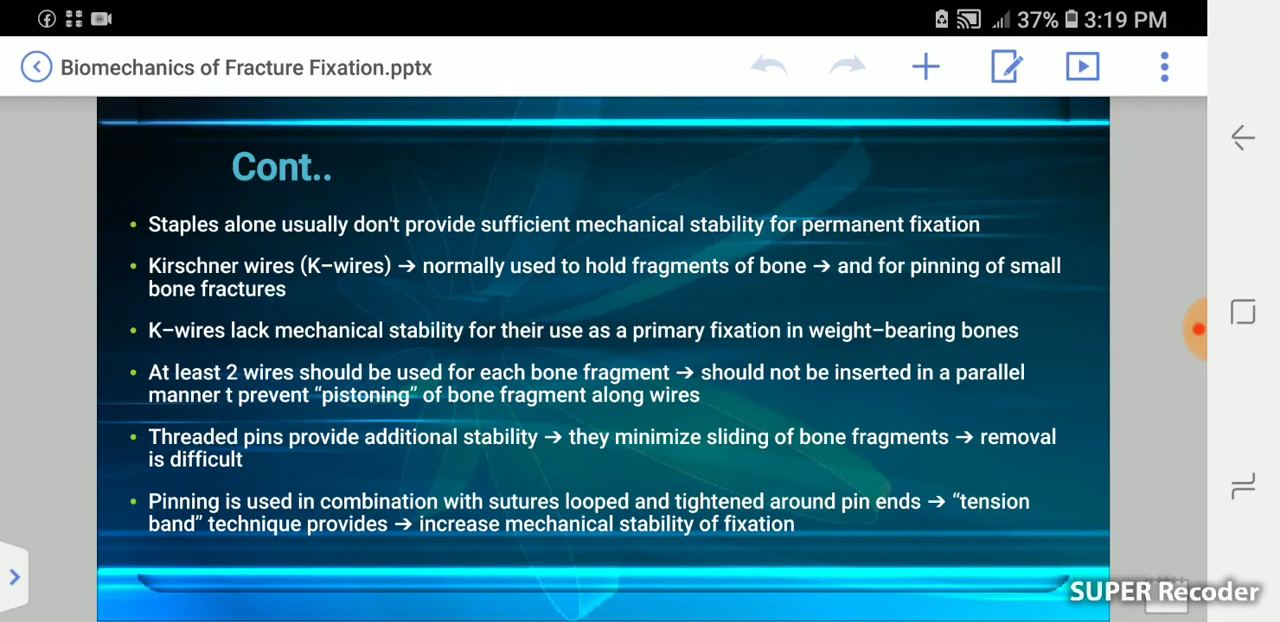 37% 3:19 PM
Biomechanics of Fracture Fixation.pptx
Cont..
• Staples alone usually don't provide sufficient mechanical stability for permanent fixation
• Kirschner wires (K–wires) → normally used to hold fragments of bone → and for pinning of small
bone fractures
• K–wires lack mechanical stability for their use as a primary fixation in weight–bearing bones
• At least 2 wires should be used for each bone fragment → should not be inserted in a parallel
manner t prevent “pistoning” of bone fragment along wires
• Threaded pins provide additional stability → they minimize sliding of bone fragments → removal
is difficult
• Pinning is used in combination with sutures looped and tightened around pin ends → “tension
band” technique provides → increase mechanical stability of fixation
SUPER Recoder